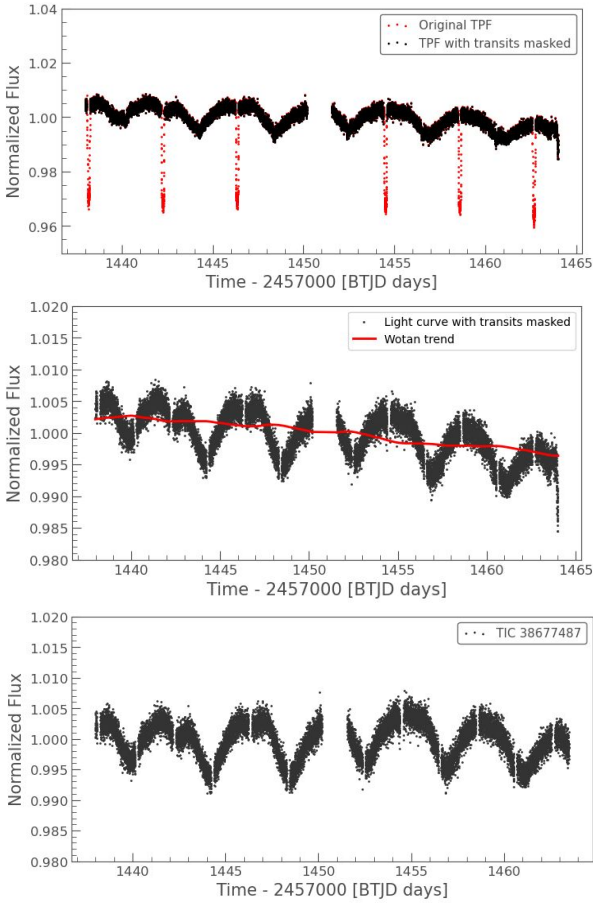 1.04
Original TPF
TPF with transits masked
1.02
1.00
0.98
0.96
Normalized Flux
1440 1445 1450 1455 1460 1465
Time - 2457000 [BTJD days]
1.020
Light curve with transits masked
Wotan trend
1.015
1.010
1.005
1.000
0.995
0.990
0.985
0.980
Normalized Flux
1440 1445 1450 1455 1460 1465
Time - 2457000 [BTJD days]
1.020
TIC 38677487
1.015
1.010
1.005
1.000
0.995
0.990
0.985
0.980
Normalized Flux
1440 1445 1450 1455 1460
Time - 2457000 [BTJD days]